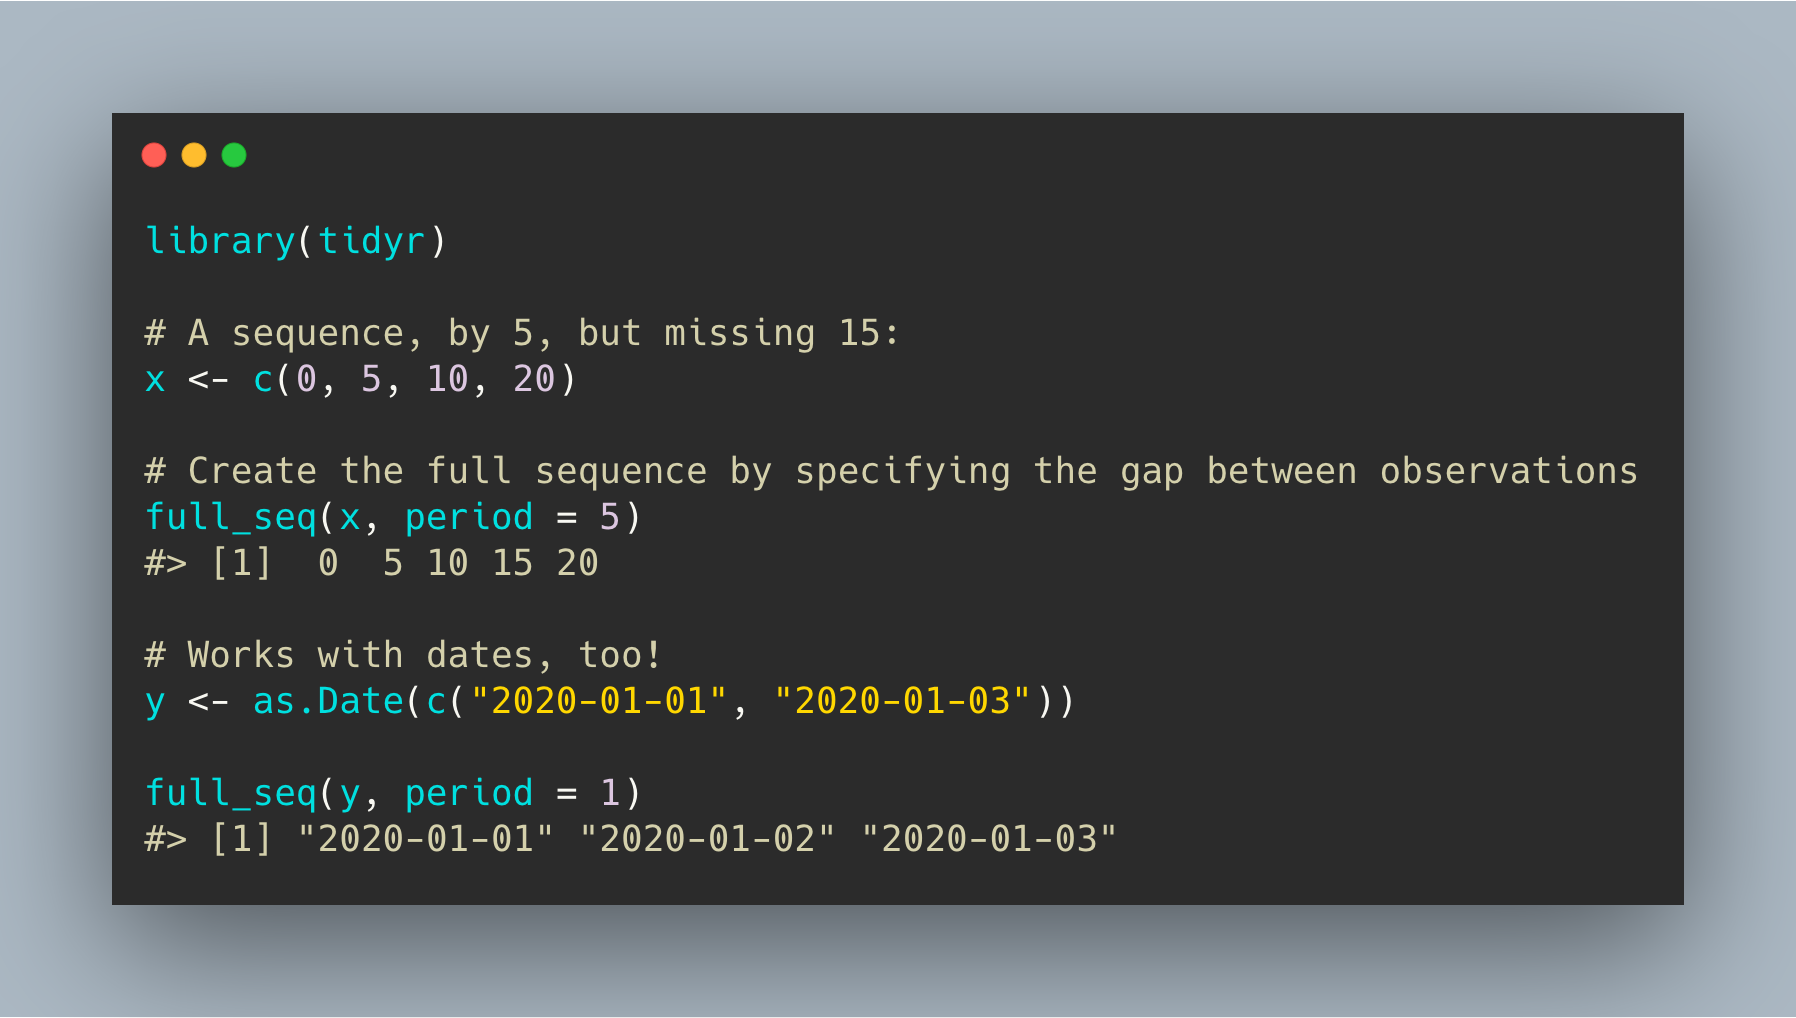 library(tidyr)
# A sequence, by 5, but missing 15:
x <- c(0, 5, 10, 20)
# Create the full sequence by specifying the gap between observations
full_seq(x, period = 5)
#> [1]  0  5 10 15 20
# Works with dates, too!
y <- as.Date(c("2020-01-01", "2020-01-03"))
full_seq(y, period = 1)
#> [1] "2020-01-01" "2020-01-02" "2020-01-03"